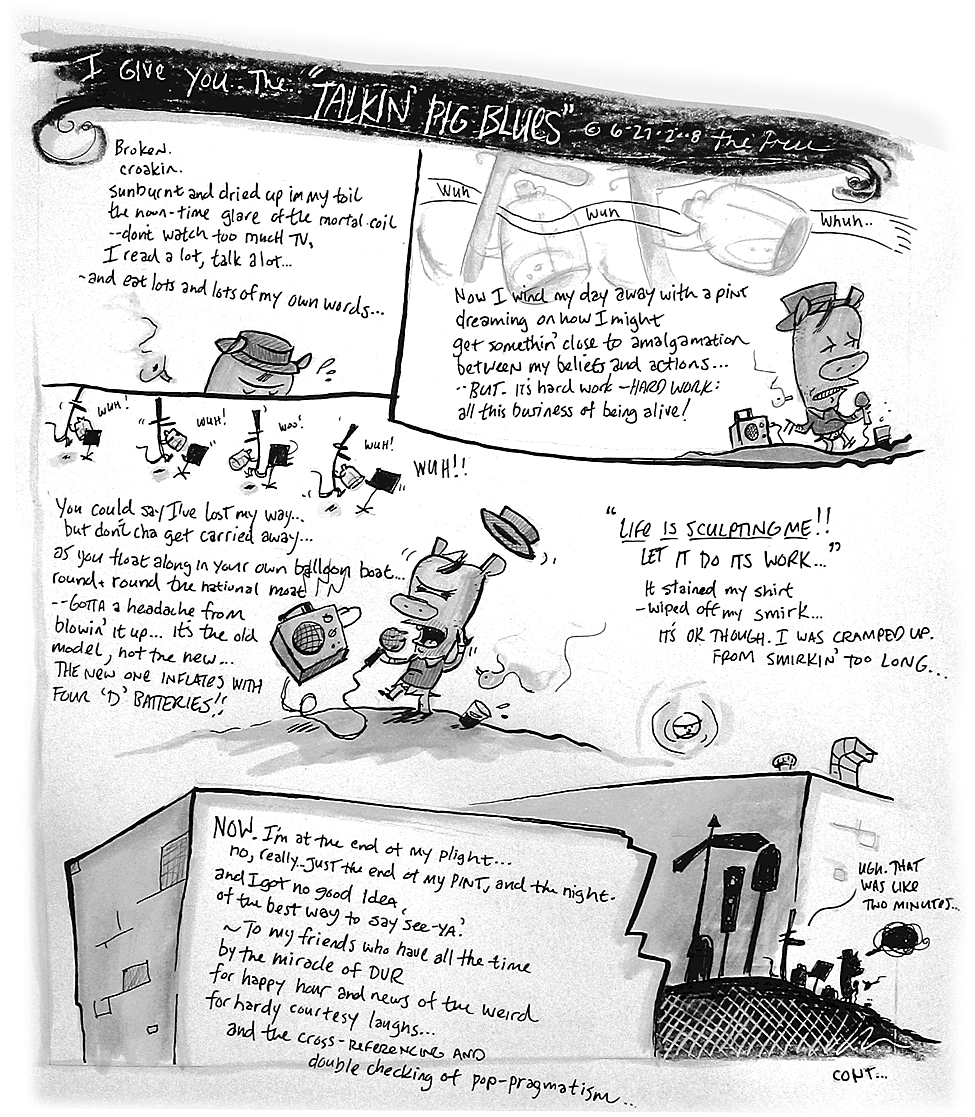 I GIVE YOU THE "TALKIN' PIG BLUES" © 6-27-2008
Broken.
croakin.
sunburnt and dried up in my toil
the noon-time glare of the mortal coil
--don't watch too much TV,
I read a lot, talk a lot...
-and eat lots and lots of my own words...
Wuh
Wuh
Whuh..
Now I wind my day away with a pint
dreaming on how I might
get somethin' close to amalgamation
between my beliefs and actions...
--BUT. It's hard work - HARD WORK:
all this business of being alive!
WUH!
WUH!
WOO!
WUH!
WUH!!
You could say I've lost my way...
but dontcha get carried away...
as you float along in your own balloon boat...
round + round the national moat
--GOTTA a headache from
blowin' it up... it's the old
model, not the new...
THE NEW ONE INFLATES WITH
FOUR 'D' BATTERIES!!
"LIFE IS SCULPTING ME!!
LET IT DO ITS WORK..."
It stained my shirt
-wiped off my smirk...
IT'S OK THOUGH. I WAS CRAMPED UP.
FROM SMIRKIN' TOO LONG...
NOW. I'm at the end of my plight...
no, really..JUST the end of my PINT, and the night.
and I got no good Idea,
of the best way to say 'SEE-YA.'
~ To my friends who have all the time
by the miracle of DVR
for happy hour and news of the weird
for hardy courtesy laughs...
and the cross-REFERENCING AND
double checking of pop-pragmatism...
UGH. THAT
WAS LIKE
TWO MINUTES...
CONT...